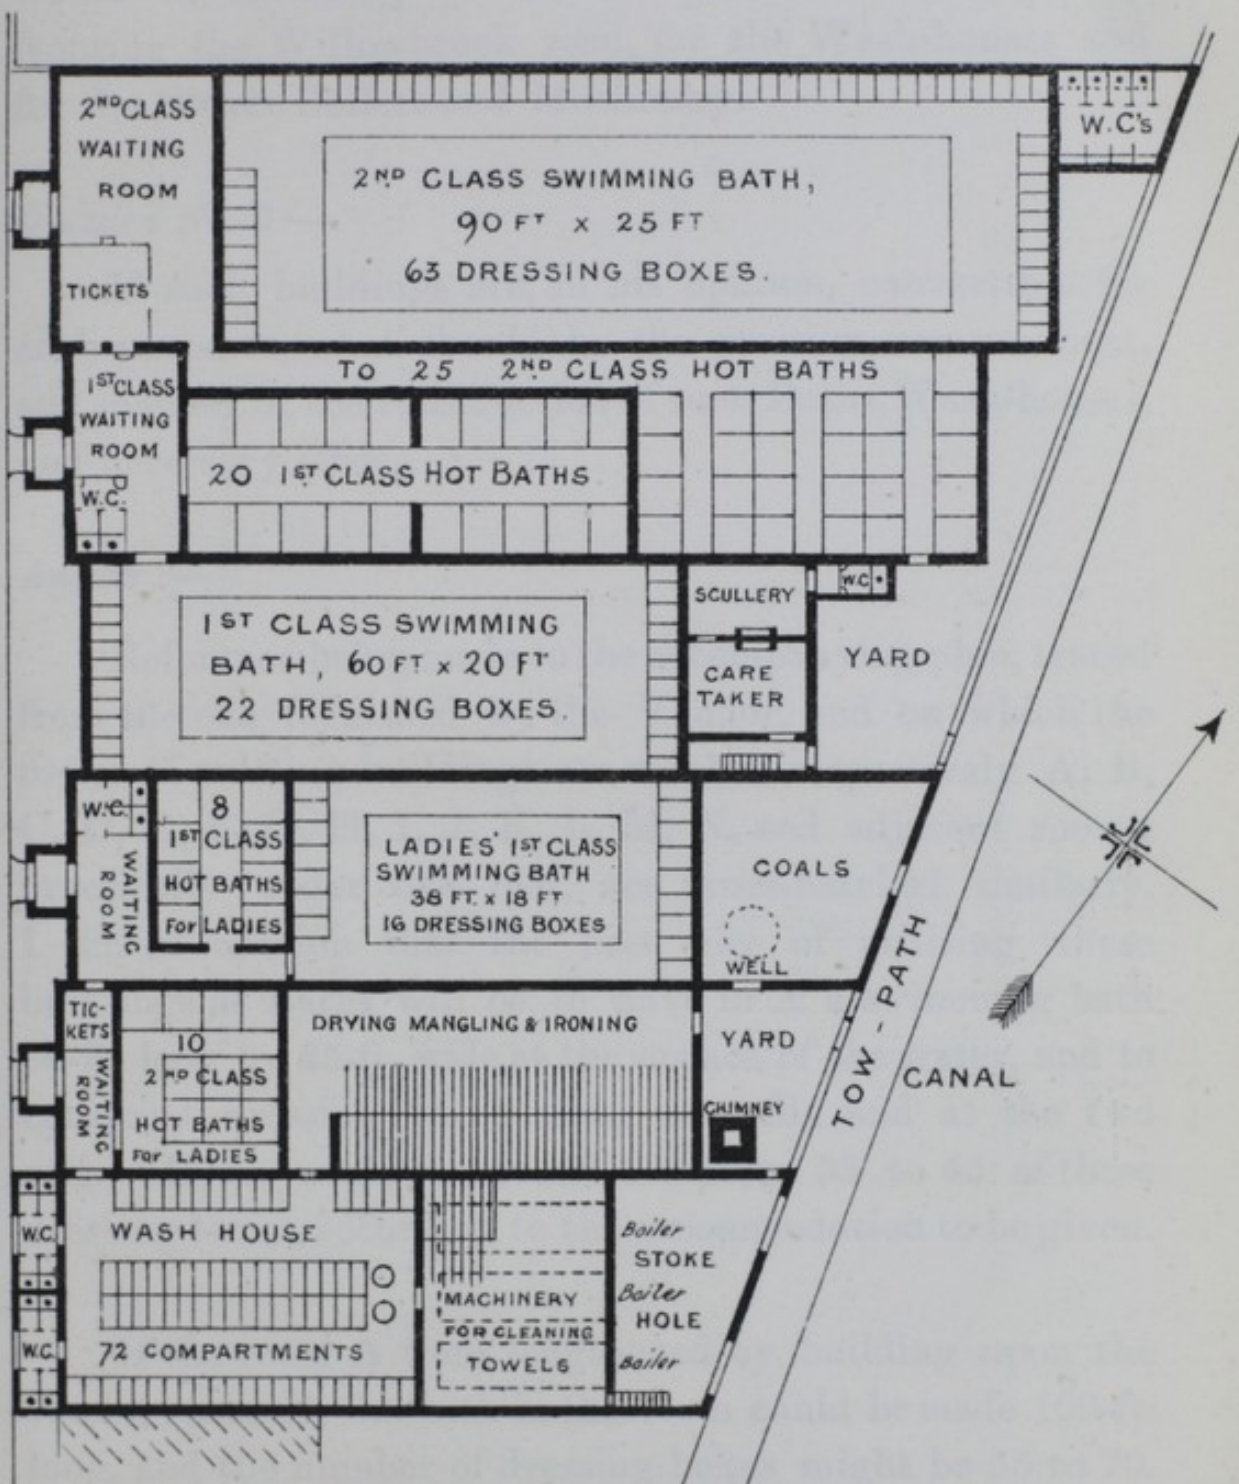 2ND CLASS
WAITING
ROOM
TICKETS
2ND CLASS SWIMMING BATH,
90 FT x 25 FT
63 DRESSING BOXES.
W.C's
TO 25 2ND CLASS HOT BATHS
1ST CLASS
WAITING
ROOM
W.C.
20 1ST CLASS HOT BATHS
1ST CLASS SWIMMING
BATH, 60 FT x 20 FT
22 DRESSING BOXES.
SCULLERY
W.C.
CARE
TAKER
YARD
W.C.
WAITING
ROOM
8
1ST CLASS
HOT BATHS
For LADIES
LADIES' 1ST CLASS
SWIMMING BATH
38 FT. x 18 FT
16 DRESSING BOXES
COALS
WELL
TIC-
KETS
WAITING
ROOM
10
2ND CLASS
HOT BATHS
For LADIES
DRYING MANGLING & IRONING
YARD
CHIMNEY
TOW-PATH
CANAL
W.C.
W.C.
WASH HOUSE
72 COMPARTMENTS
MACHINERY
FOR CLEANING
TOWELS
Boiler
STOKE
Boiler
HOLE
Boiler